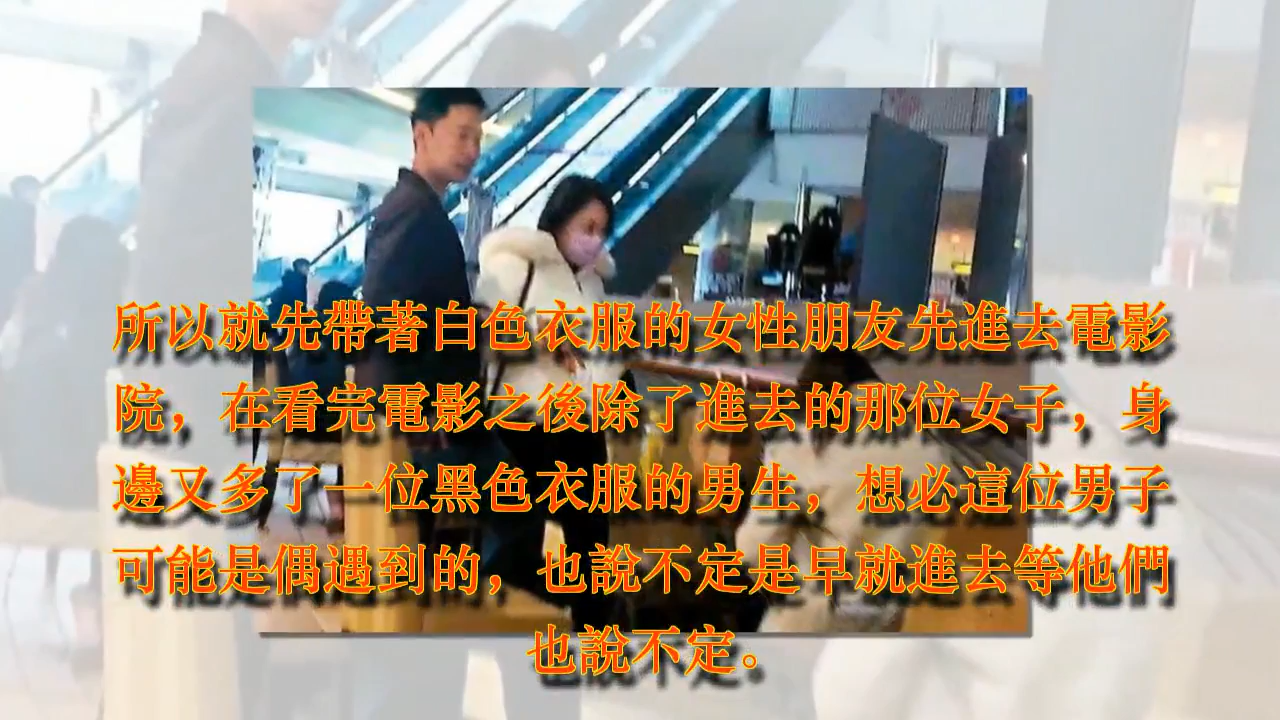 所以就先帶著白色衣服的女性朋友先進去電影
院，在看完電影之後除了進去的那位女子，身
邊又多了一位黑色衣服的男生，想必這位男子
可能是偶遇到的，也說不定是早就進去等他們
也說不定。